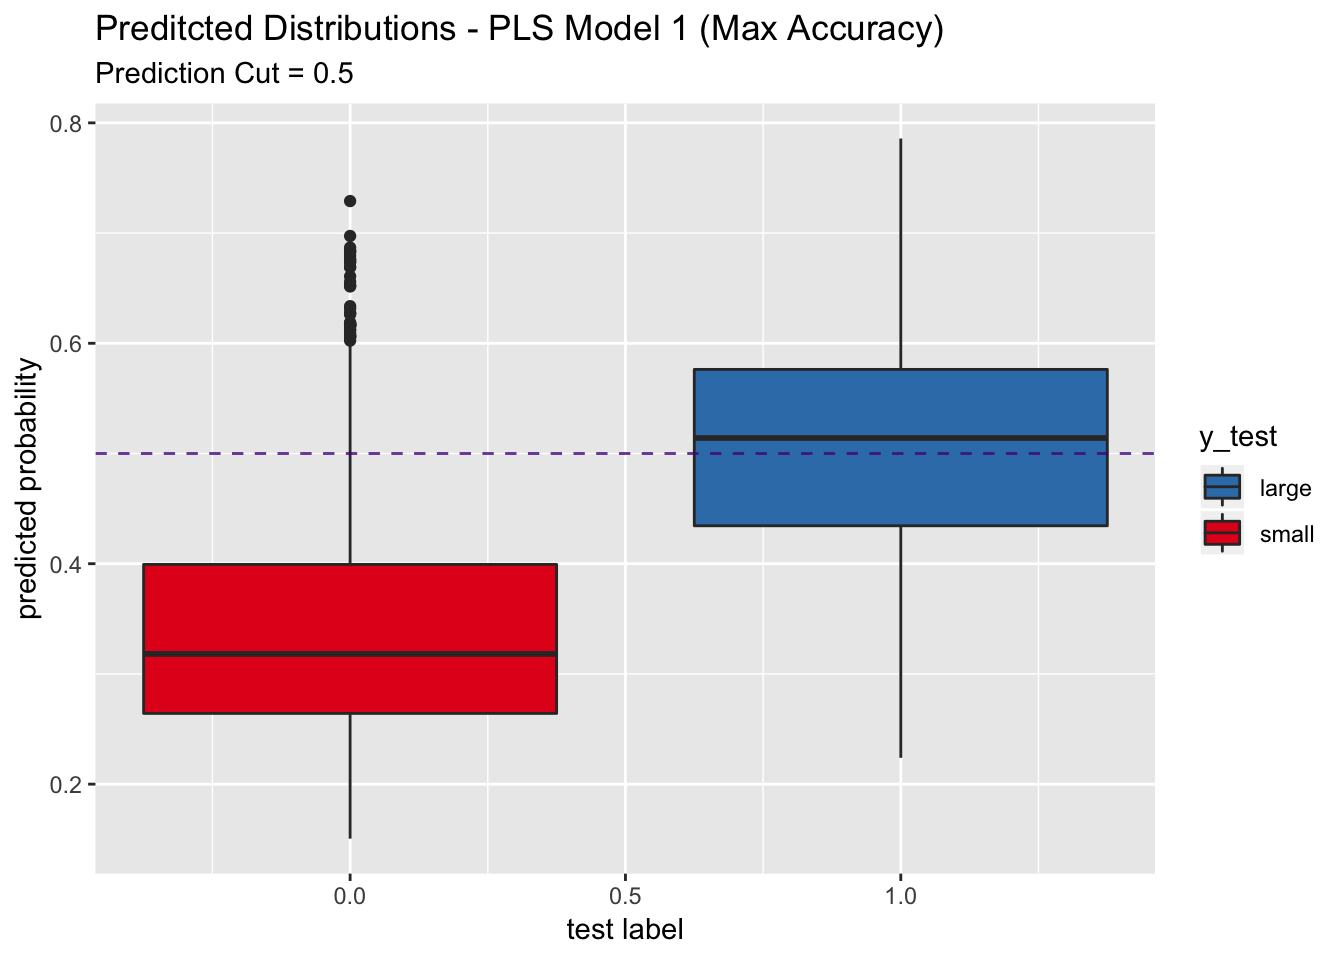 Preditcted Distributions - PLS Model 1 (Max Accuracy)
Prediction Cut = 0.5
0.8
0.6
0.4
0.2
predicted probability
0.0
0.5
1.0
test label
y_test
large
small